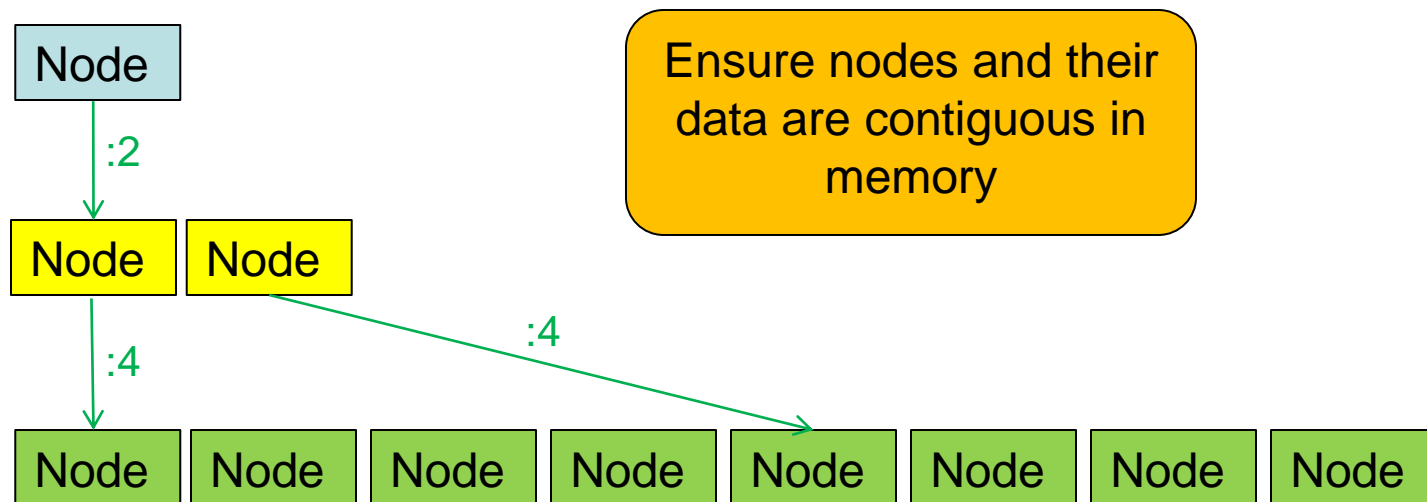 Node
Ensure nodes and their
data are contiguous in
memory
:2
Node Node
:4
:4
Node Node Node Node Node Node Node Node